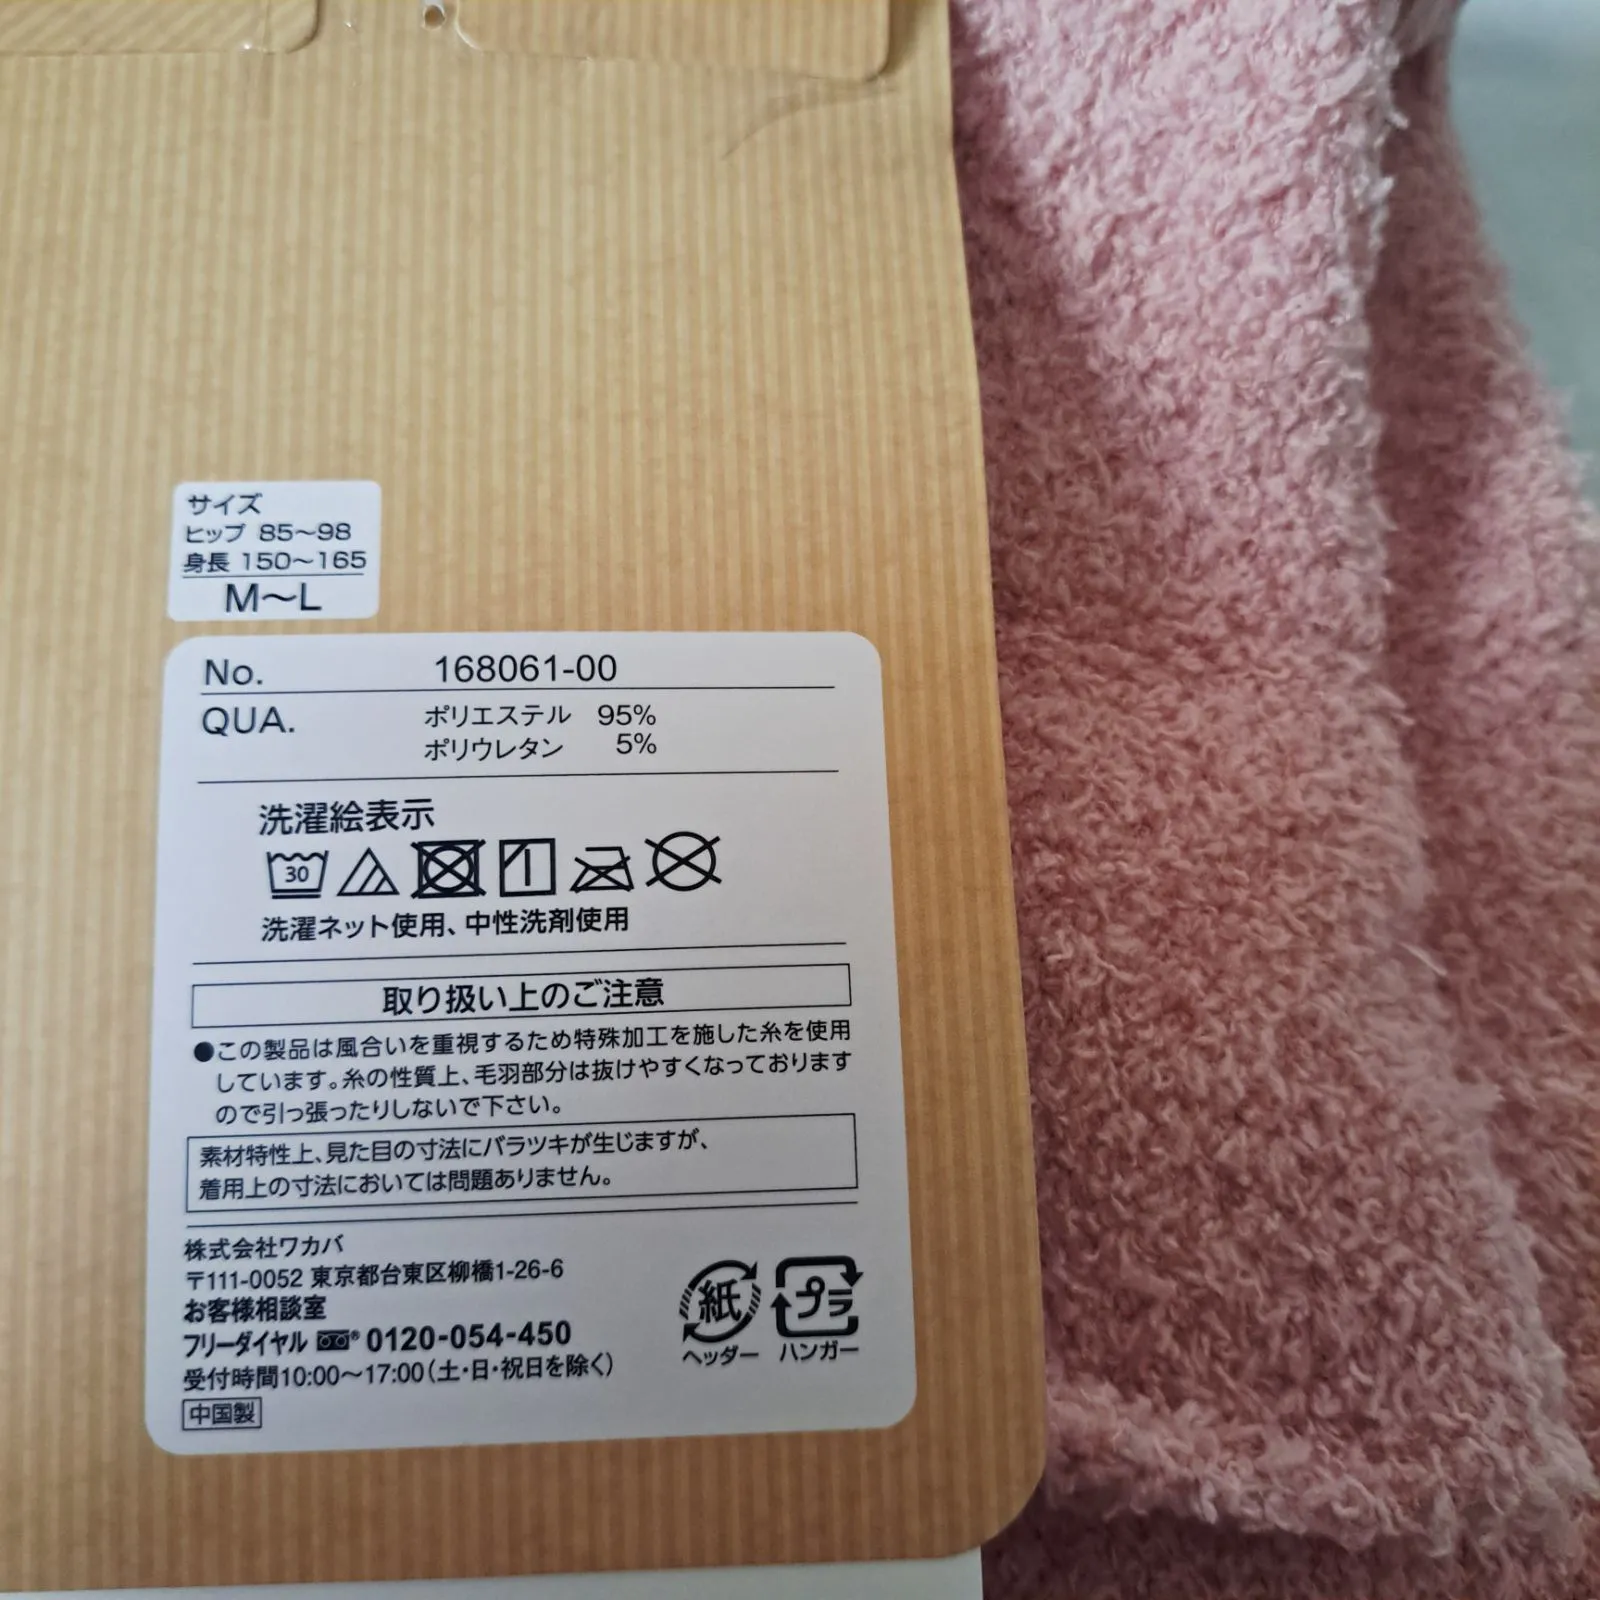 サイズ
ヒップ 85〜98
身長 150〜165
M〜L
No. 168061-00
QUA. ポリエステル 95%
ポリウレタン 5%
洗濯絵表示
30
洗濯ネット使用、中性洗剤使用
取り扱い上のご注意
●この製品は風合いを重視するため特殊加工を施した糸を使用
しています。糸の性質上、毛羽部分は抜けやすくなっております
ので引っ張ったりしないで下さい。
素材特性上、見た目の寸法にバラツキが生じますが、
着用上の寸法においては問題ありません。
株式会社ワカバ
〒111-0052 東京都台東区柳橋1-26-6
お客様相談室
フリーダイヤル ® 0120-054-450
受付時間10:00〜17:00(土・日・祝日を除く)
中国製
紙 プラ
ヘッダー ハンガー